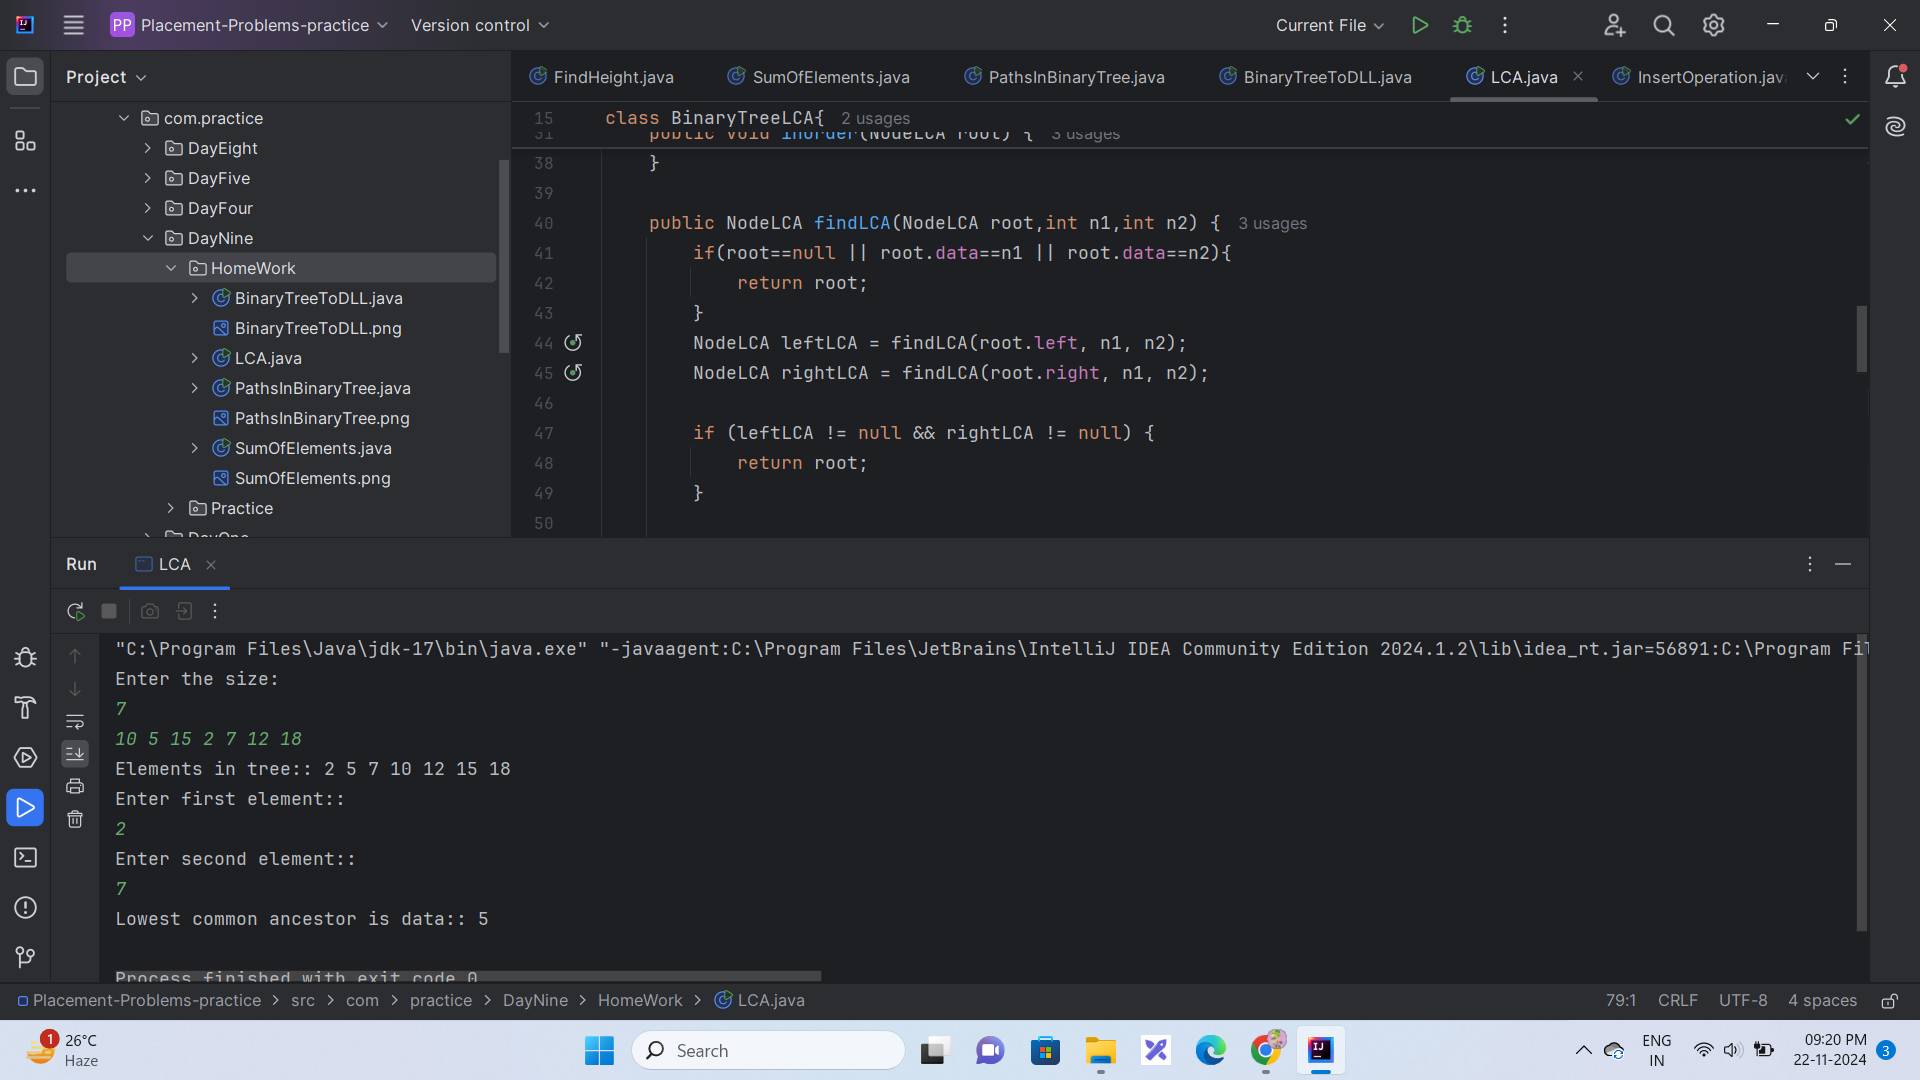 PP Placement-Problems-practice Version control Current File
Project
com.practice
DayEight
DayFive
DayFour
DayNine
HomeWork
BinaryTreeToDLL.java
BinaryTreeToDLL.png
LCA.java
PathsInBinaryTree.java
PathsInBinaryTree.png
SumOfElements.java
SumOfElements.png
Practice
DayOne
FindHeight.java SumOfElements.java PathsInBinaryTree.java BinaryTreeToDLL.java LCA.java InsertOperation.java
15 class BinaryTreeLCA{ 2 usages
31 public void inorder(NodeLCA root) { 3 usages
38 }
39
40 public NodeLCA findLCA(NodeLCA root,int n1,int n2) { 3 usages
41 if(root==null || root.data==n1 || root.data==n2){
42 return root;
43 }
44 NodeLCA leftLCA = findLCA(root.left, n1, n2);
45 NodeLCA rightLCA = findLCA(root.right, n1, n2);
46
47 if (leftLCA != null && rightLCA != null) {
48 return root;
49 }
50
Run LCA
"C:\Program Files\Java\jdk-17\bin\java.exe" "-javaagent:C:\Program Files\JetBrains\IntelliJ IDEA Community Edition 2024.1.2\lib\idea_rt.jar=56891:C:\Program Fil
Enter the size:
7
10 5 15 2 7 12 18
Elements in tree:: 2 5 7 10 12 15 18
Enter first element::
2
Enter second element::
7
Lowest common ancestor is data:: 5
Process finished with exit code 0
Placement-Problems-practice > src > com > practice > DayNine > HomeWork > LCA.java 79:1 CRLF UTF-8 4 spaces
1 26°C
Haze
Search
ENG
IN
09:20 PM
22-11-2024
3